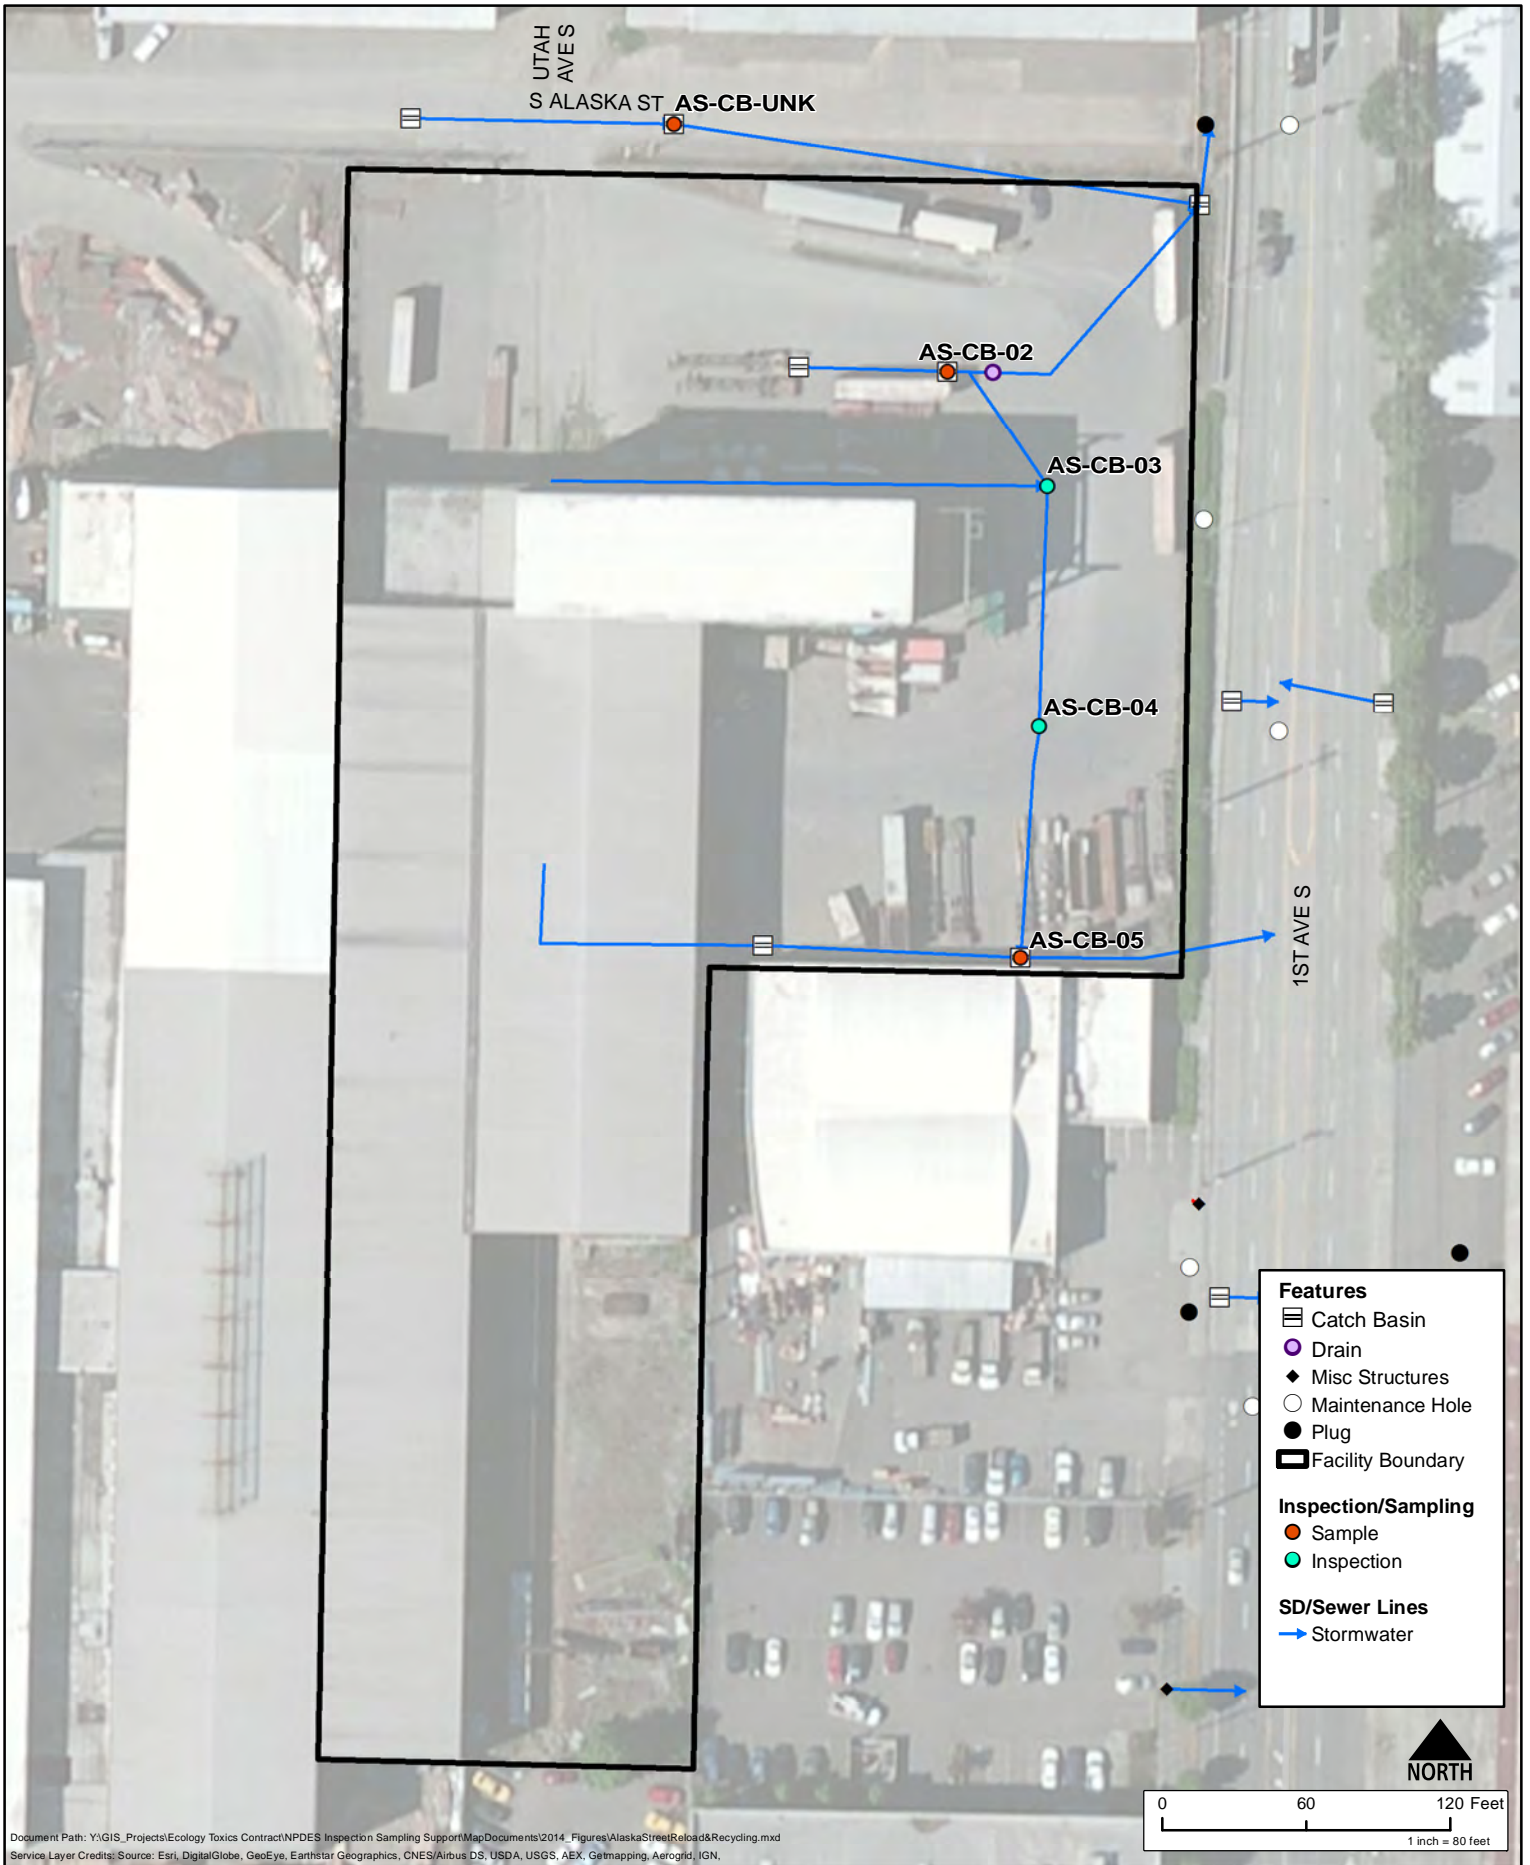 UTAH
AVE S
S ALASKA ST
AS-CB-UNK
AS-CB-02
AS-CB-03
AS-CB-04
AS-CB-05
1ST AVE S
Features
Catch Basin
Drain
Misc Structures
Maintenance Hole
Plug
Facility Boundary
Inspection/Sampling
Sample
Inspection
SD/Sewer Lines
Stormwater
NORTH
0 60 120 Feet
1 inch = 80 feet
Document Path: Y:\GIS_Projects\Ecology Toxics Contract\NPDES Inspection Sampling Support\MapDocuments\2014_Figures\AlaskaStreetReload&Recycling.mxd
Service Layer Credits: Source: Esri, DigitalGlobe, GeoEye, Earthstar Geographics, CNES/Airbus DS, USDA, USGS, AEX, Getmapping, Aerogrid, IGN,